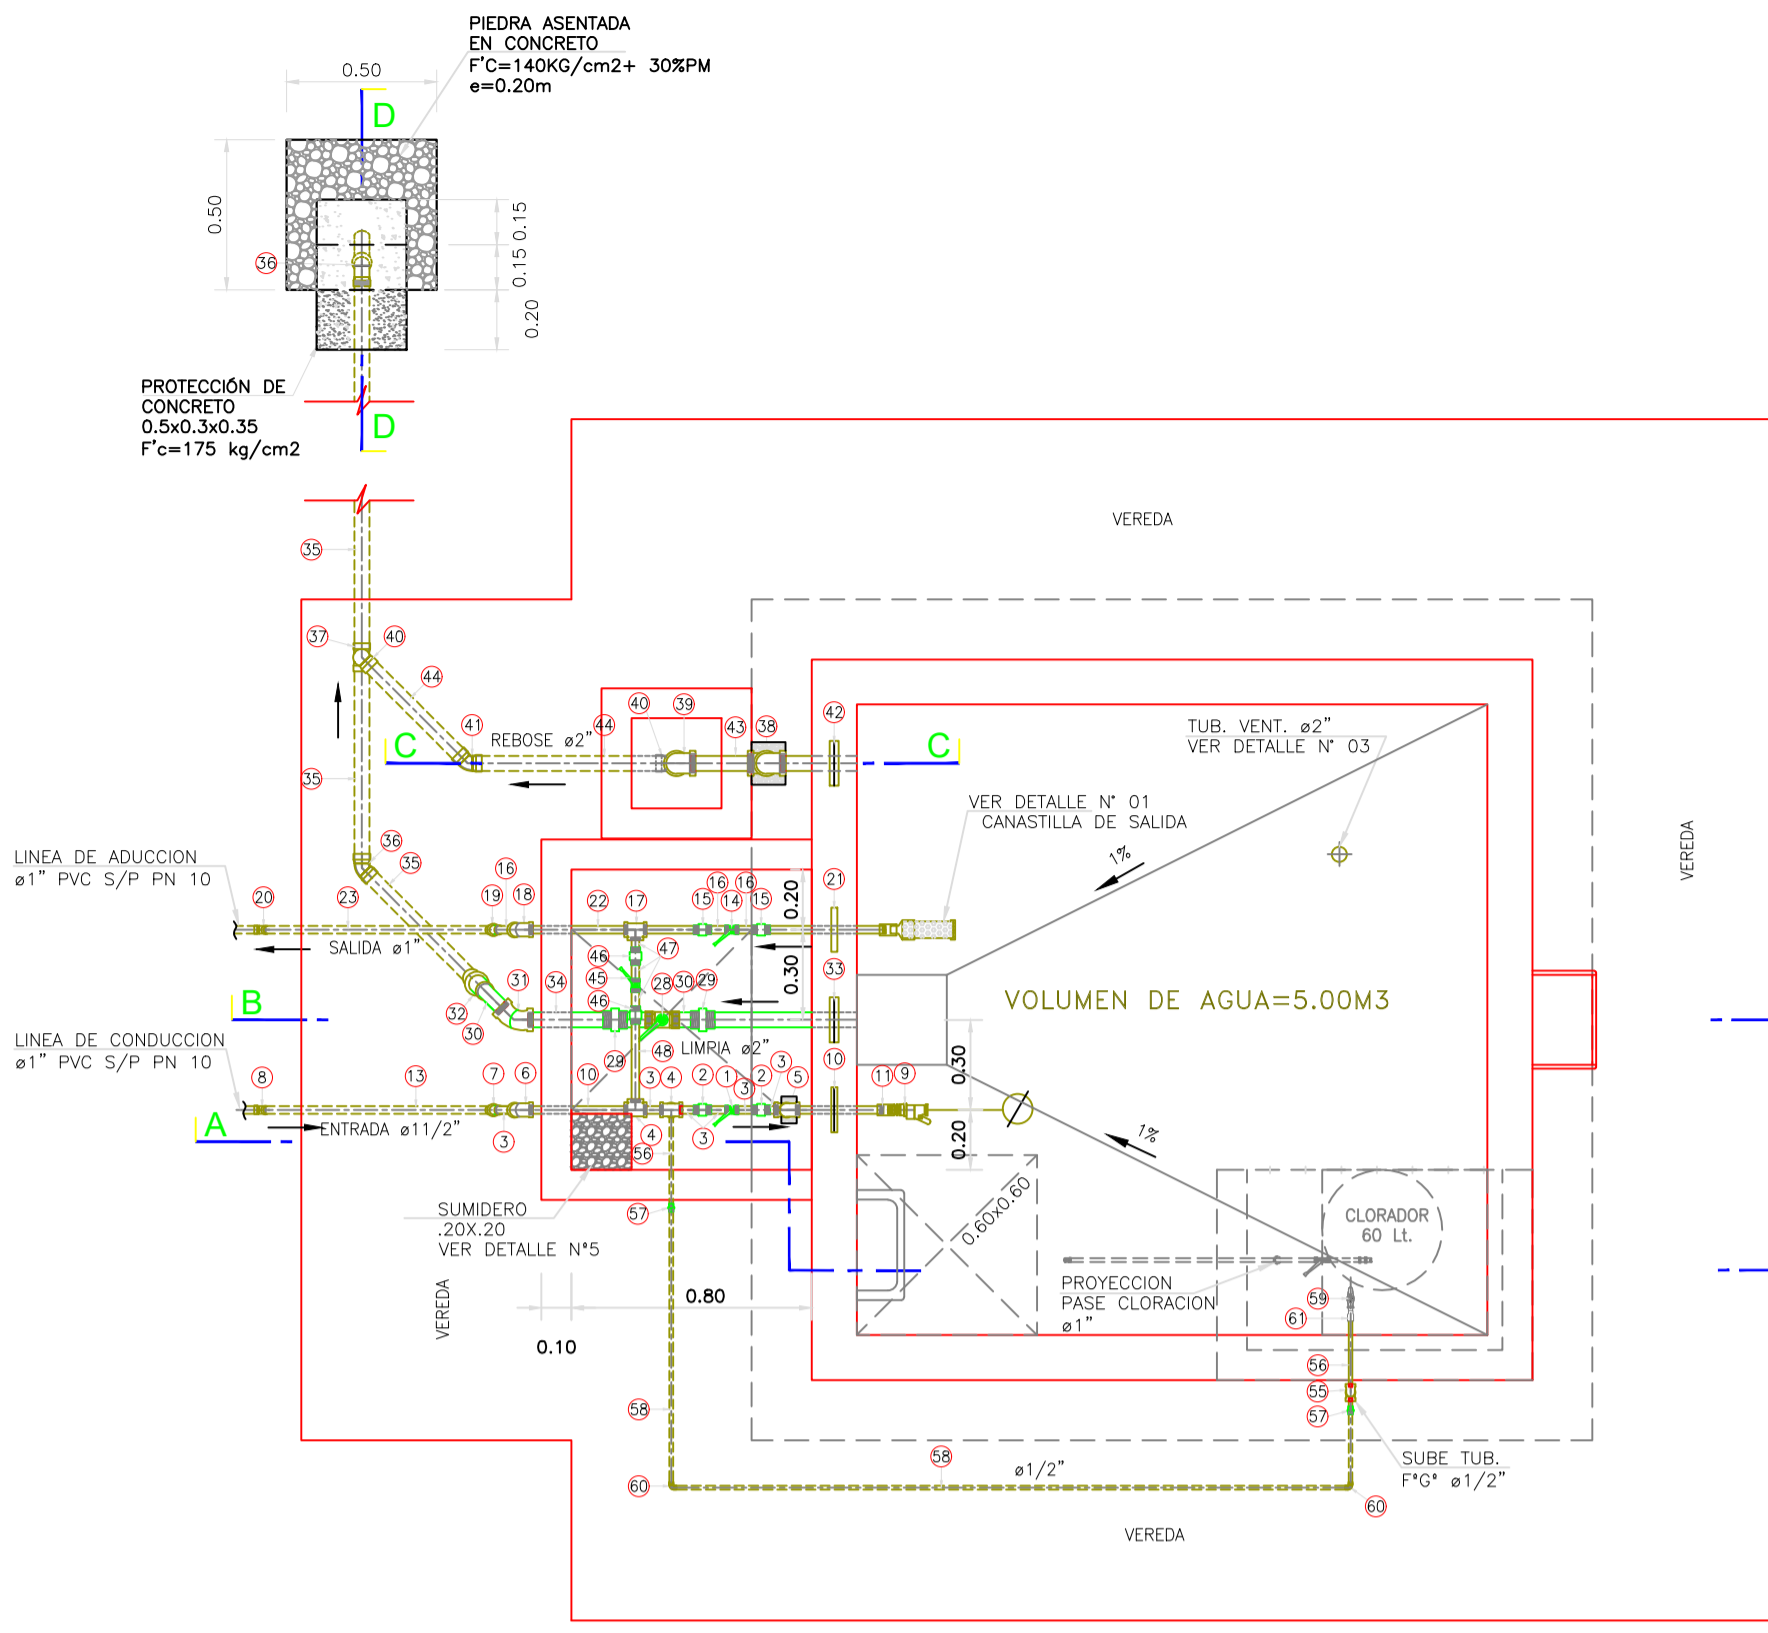 PIEDRA ASENTADA
EN CONCRETO
F'C=140KG/cm2+ 30%PM
e=0.20m
0.50
D
0.50
0.15
0.15
0.20
36
PROTECCIÓN DE
CONCRETO
0.5x0.3x0.35
F'c=175 kg/cm2
D
VEREDA
35
37
40
44
41
REBOSE ø2"
44
40
39
43
38
42
C
C
TUB. VENT. ø2"
VER DETALLE N° 03
35
VER DETALLE N° 01
CANASTILLA DE SALIDA
VEREDA
1%
36
35
LINEA DE ADUCCION
ø1" PVC S/P PN 10
20
23
19
16
18
22
17
15
16
14
16
15
0.20
21
SALIDA ø1"
46
47
45
46
28
30
29
0.30
33
31
34
32
30
B
VOLUMEN DE AGUA=5.00M3
LINEA DE CONDUCCION
ø1" PVC S/P PN 10
29
48
LIMPIA ø2"
0.30
8
13
7
6
10
3
4
2
1
3
2
3
5
10
11
9
A
ENTRADA ø11/2"
3
4
3
56
0.20
1%
SUMIDERO
.20X.20
VER DETALLE N°5
57
0.60x0.60
CLORADOR
60 Lt.
VEREDA
0.80
0.10
PROYECCION
PASE CLORACION
ø1"
59
61
56
55
57
58
58
ø1/2"
SUBE TUB.
F°G° ø1/2"
60
60
VEREDA